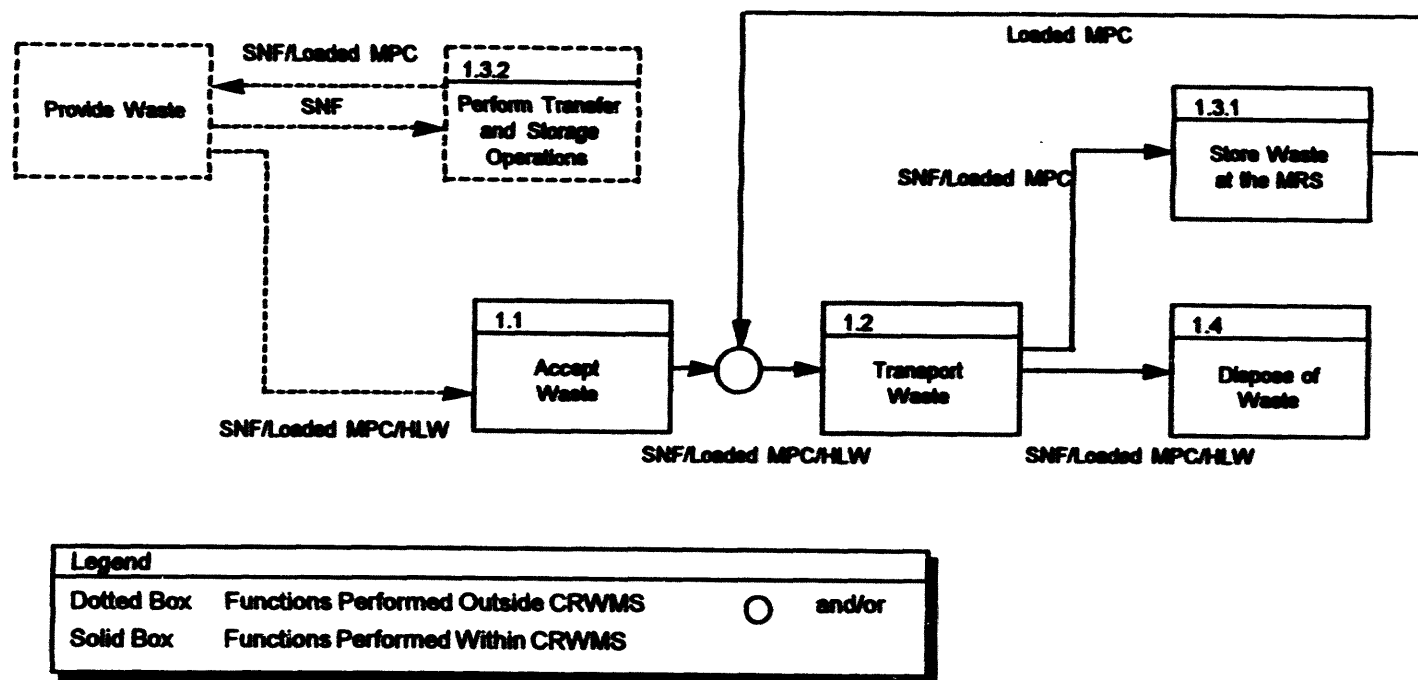 Loaded MPC
SNF/Loaded MPC
Provide Waste
SNF
1.3.2
Perform Transfer
and Storage
Operations
1.3.1
Store Waste
at the MRS
SNF/Loaded MPC
1.1
Accept
Waste
1.2
Transport
Waste
1.4
Dispose of
Waste
SNF/Loaded MPC/HLW
SNF/Loaded MPC/HLW
SNF/Loaded MPC/HLW
Legend
Dotted Box Functions Performed Outside CRWMS and/or
Solid Box Functions Performed Within CRWMS